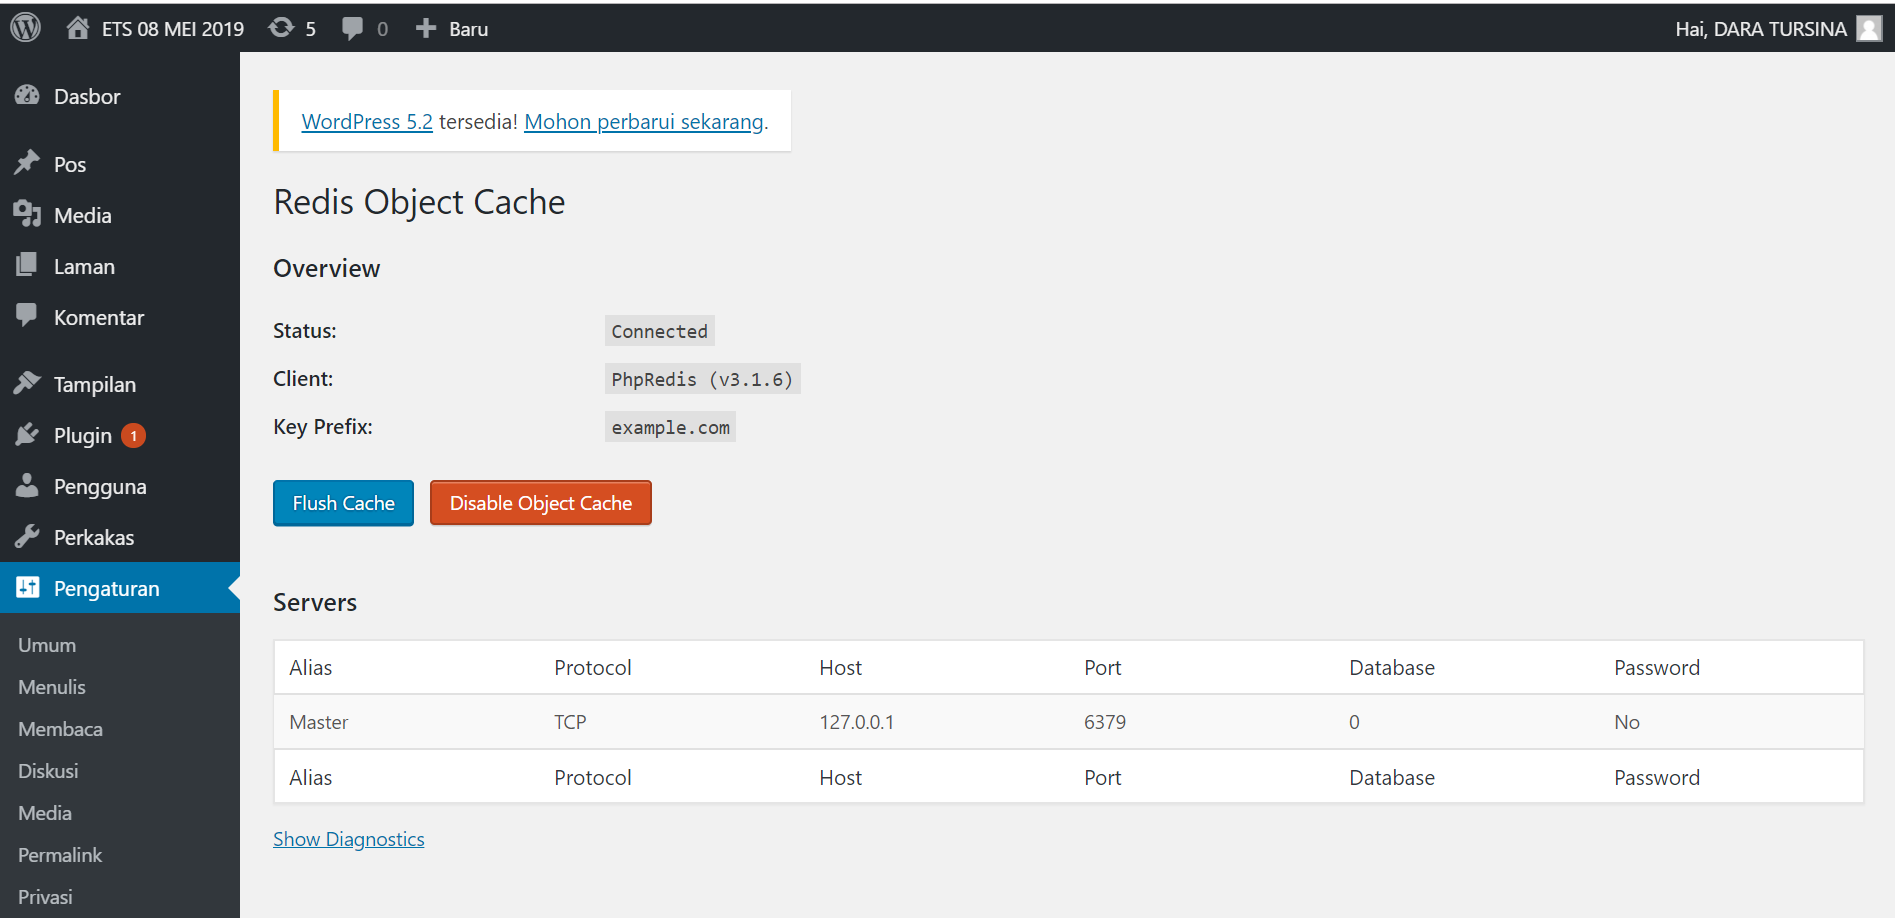 ETS 08 MEI 2019 5 0 Baru Hai, DARA TURSINA
Dasbor
Pos
Media
Laman
Komentar
Tampilan
Plugin 1
Pengguna
Perkakas
Pengaturan
Umum
Menulis
Membaca
Diskusi
Media
Permalink
Privasi
WordPress 5.2 tersedia! Mohon perbarui sekarang.
Redis Object Cache
Overview
Status: Connected
Client: PhpRedis (v3.1.6)
Key Prefix: example.com
Flush Cache Disable Object Cache
Servers
Alias Protocol Host Port Database Password
Master TCP 127.0.0.1 6379 0 No
Alias Protocol Host Port Database Password
Show Diagnostics